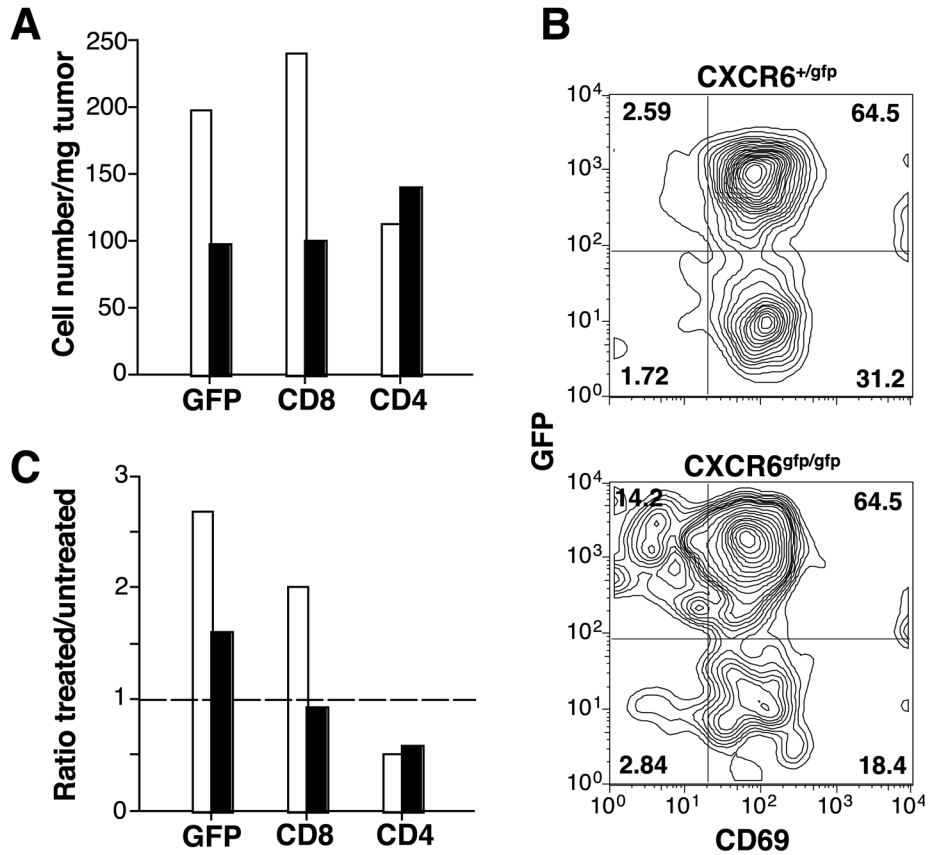 A
Cell number/mg tumor
250
200
150
100
50
0
GFP CD8 CD4
B
CXCR6+/gfp
10⁴
10³
10²
10¹
10⁰
2.59 64.5
1.72 31.2
GFP
CXCR6gfp/gfp
10⁴
10³
10²
10¹
10⁰
14.2 64.5
2.84 18.4
10⁰ 10¹ 10² 10³ 10⁴
CD69
C
Ratio treated/untreated
3
2
1
0
GFP CD8 CD4